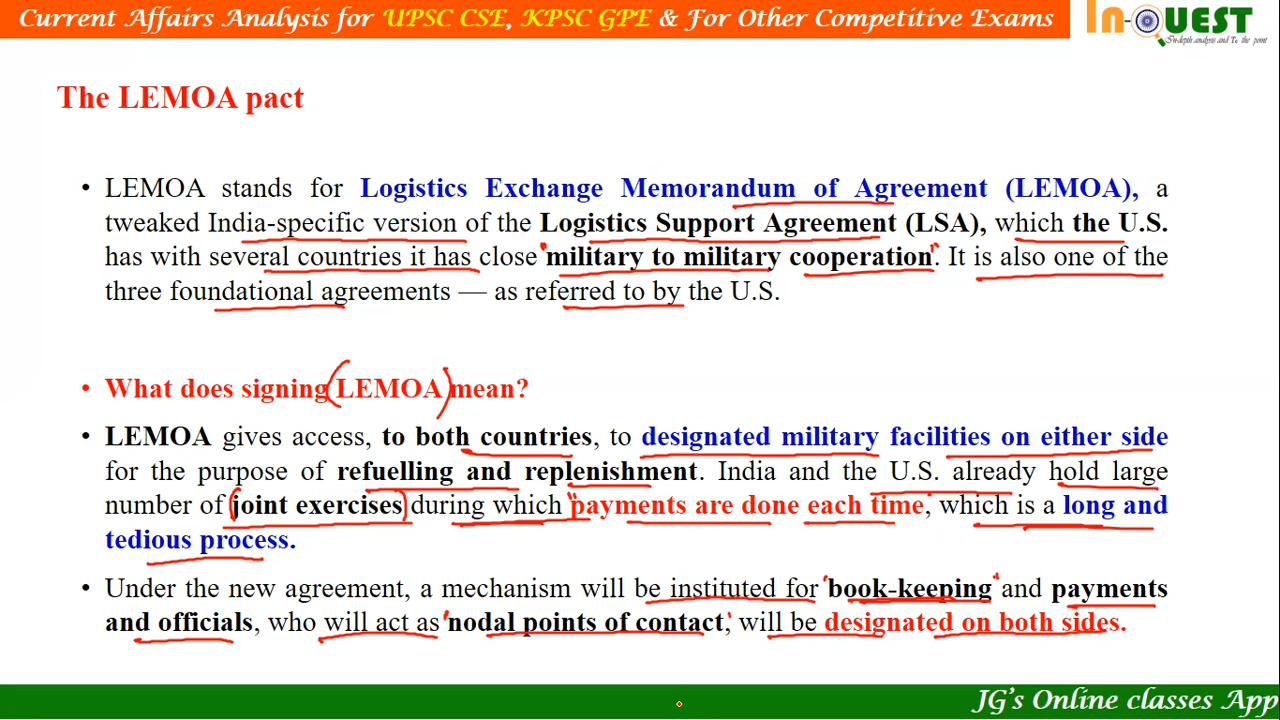 Current Affairs Analysis for UPSC CSE, KPSC GPE & For Other Competitive Exams
In-QUEST
In-depth analysis and To the point
The LEMOA pact
• LEMOA stands for Logistics Exchange Memorandum of Agreement (LEMOA), a
tweaked India-specific version of the Logistics Support Agreement (LSA), which the U.S.
has with several countries it has close 'military to military cooperation'. It is also one of the
three foundational agreements — as referred to by the U.S.
• What does signing (LEMOA) mean?
• LEMOA gives access, to both countries, to designated military facilities on either side
for the purpose of refuelling and replenishment. India and the U.S. already hold large
number of (joint exercises) during which "payments are done each time, which is a long and
tedious process.
• Under the new agreement, a mechanism will be instituted for 'book-keeping' and payments
and officials, who will act as 'nodal points of contact', will be designated on both sides.
JG's Online classes App